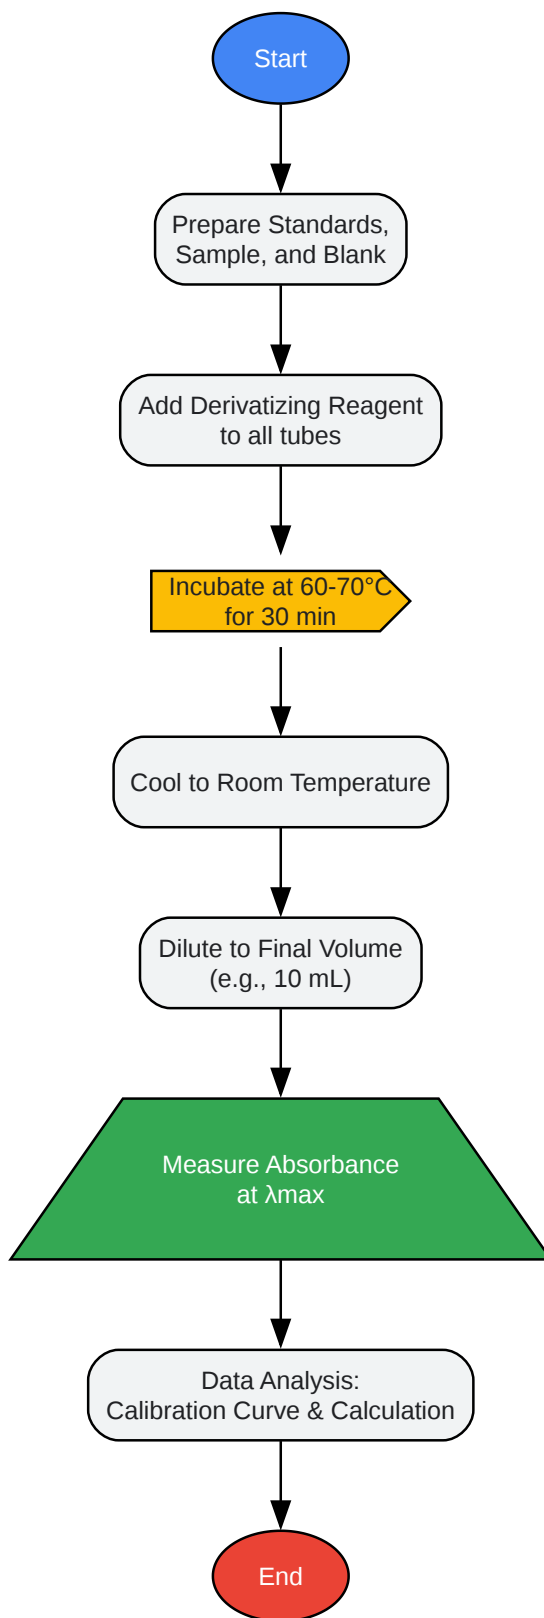 Start
Prepare Standards,
Sample, and Blank
Add Derivatizing Reagent
to all tubes
Incubate at 60-70°C
for 30 min
Cool to Room Temperature
Dilute to Final Volume
(e.g., 10 mL)
Measure Absorbance
at λmax
Data Analysis:
Calibration Curve & Calculation
End